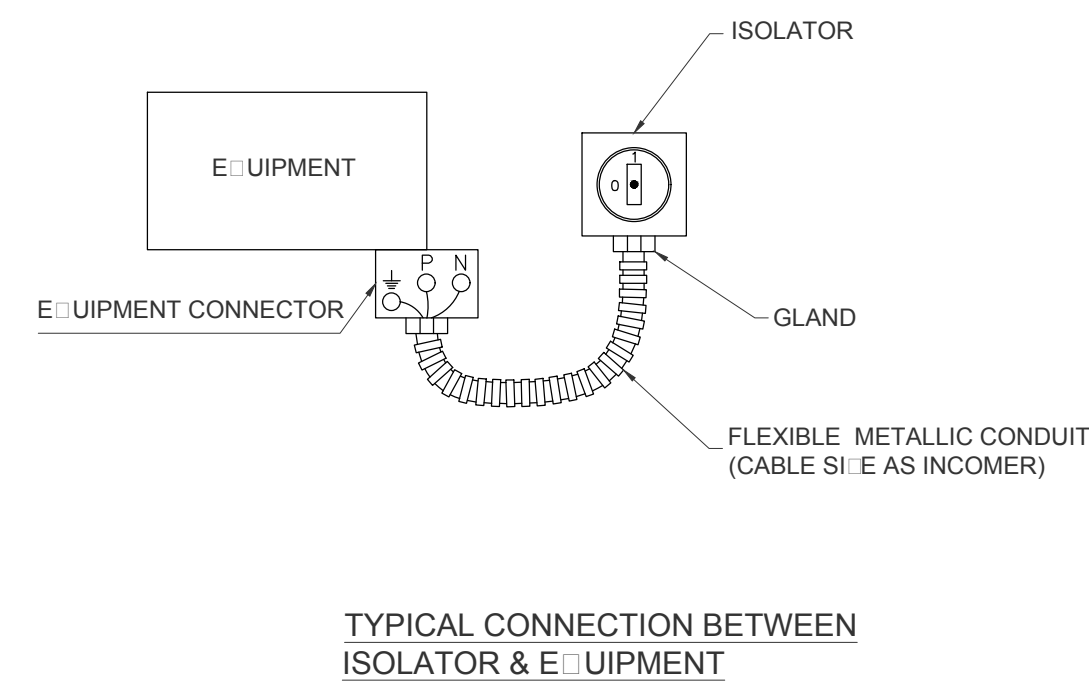 ISOLATOR
E□UIPMENT
1
0
P N
E□UIPMENT CONNECTOR
GLAND
FLEXIBLE METALLIC CONDUIT
(CABLE SI□E AS INCOMER)
TYPICAL CONNECTION BETWEEN
ISOLATOR & E□UIPMENT